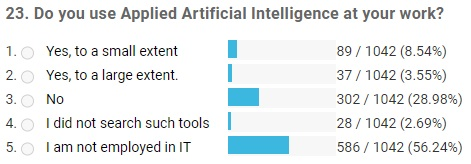 23. Do you use Applied Artificial Intelligence at your work?
1. Yes, to a small extent 89 / 1042 (8.54%)
2. Yes, to a large extent. 37 / 1042 (3.55%)
3. No 302 / 1042 (28.98%)
4. I did not search such tools 28 / 1042 (2.69%)
5. I am not employed in IT 586 / 1042 (56.24%)